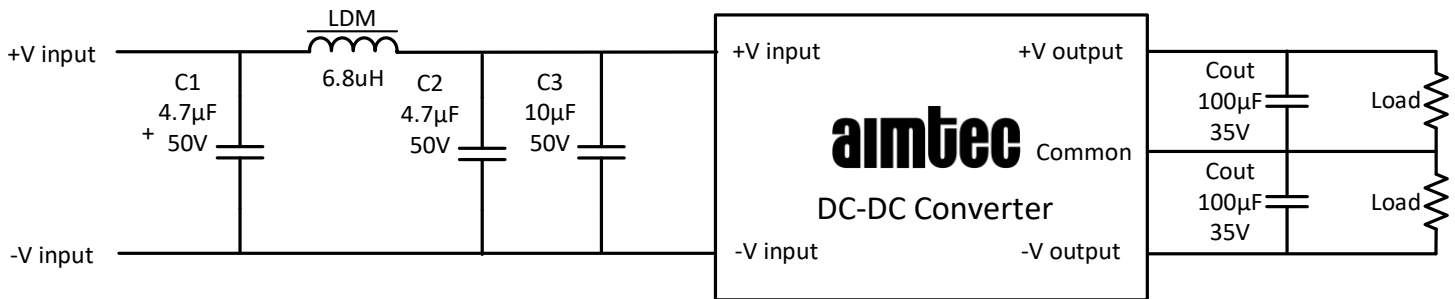 LDM
+V input
6.8uH
C1
4.7µF
+ 50V
C2
4.7µF
50V
C3
10µF
50V
-V input
+V input
+V output
aimtec
Common
DC-DC Converter
-V input
-V output
Cout
100µF
35V
Load
Cout
100µF
35V
Load